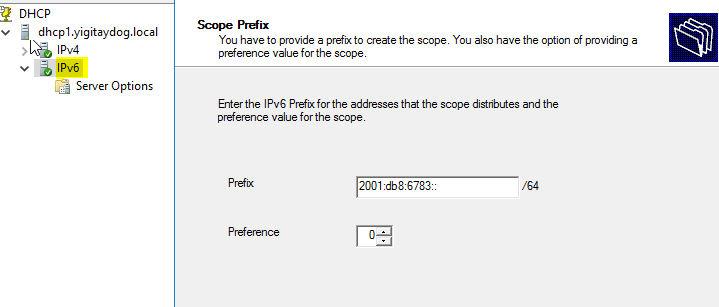 DHCP
dhcp1.yigitaydog.local
IPv4
IPv6
Server Options
Scope Prefix
You have to provide a prefix to create the scope. You also have the option of providing a
preference value for the scope.
Enter the IPv6 Prefix for the addresses that the scope distributes and the
preference value for the scope.
Prefix
2001:db8:6783::
/64
Preference
0